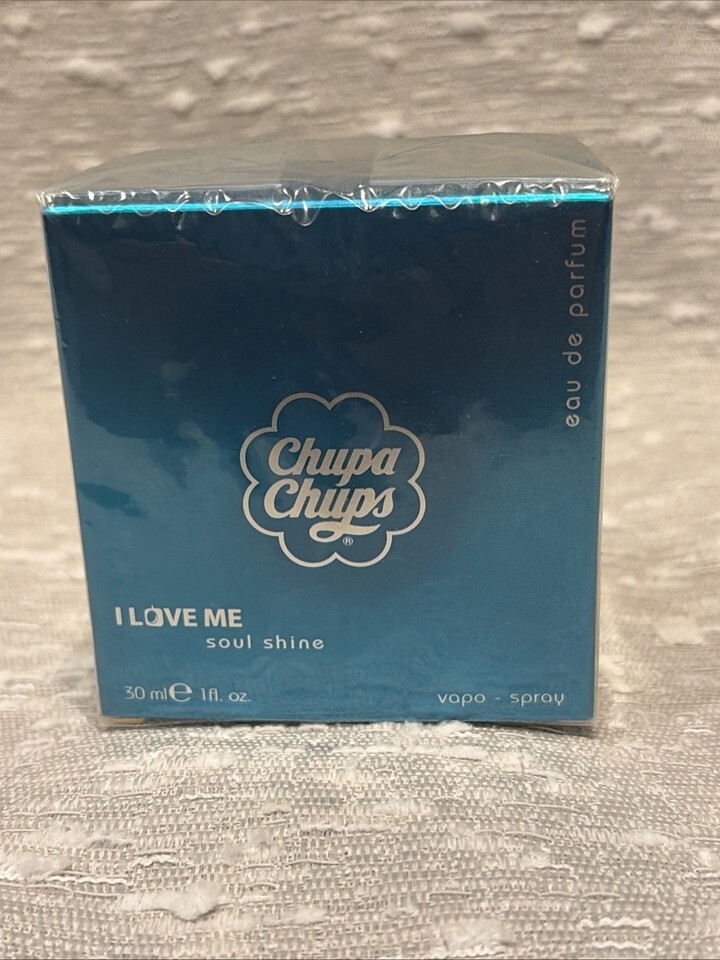 eau de parfum
Chupa
Chups
®
I LOVE ME
soul shine
30 ml℮ 1fl. oz.
vapo - spray